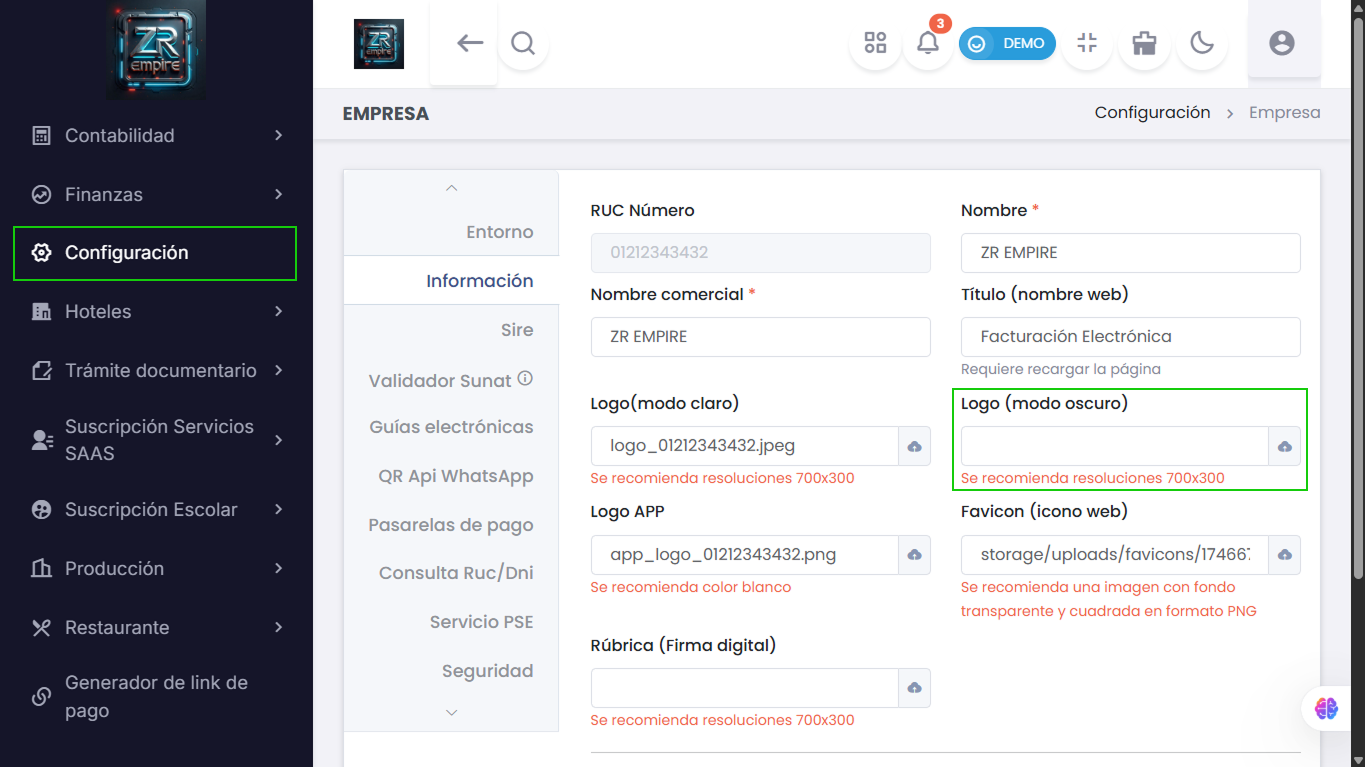 ZR
empire
Contabilidad
Finanzas
Configuración
Hoteles
Trámite documentario
Suscripción Servicios
SAAS
Suscripción Escolar
Producción
Restaurante
Generador de link de
pago
ZR
empire
3
DEMO
EMPRESA
Configuración > Empresa
Entorno
Información
Sire
Validador Sunat
Guías electrónicas
QR Api WhatsApp
Pasarelas de pago
Consulta Ruc/Dni
Servicio PSE
Seguridad
RUC Número
01212343432
Nombre *
ZR EMPIRE
Nombre comercial *
ZR EMPIRE
Título (nombre web)
Facturación Electrónica
Requiere recargar la página
Logo(modo claro)
logo_01212343432.jpeg
Se recomienda resoluciones 700x300
Logo (modo oscuro)
Se recomienda resoluciones 700x300
Logo APP
app_logo_01212343432.png
Se recomienda color blanco
Favicon (icono web)
storage/uploads/favicons/174667
Se recomienda una imagen con fondo
transparente y cuadrada en formato PNG
Rúbrica (Firma digital)
Se recomienda resoluciones 700x300